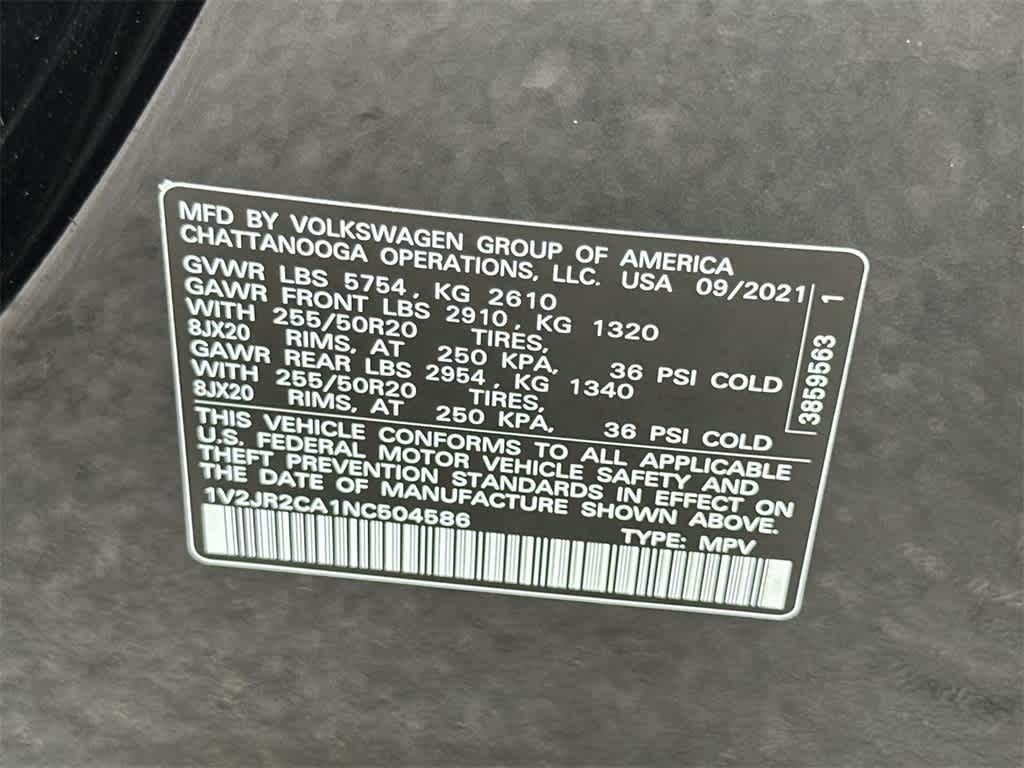 MFD BY VOLKSWAGEN GROUP OF AMERICA
CHATTANOOGA OPERATIONS, LLC. USA 09/2021
GVWR LBS 5754, KG 2610
GAWR FRONT LBS 2910, KG 1320
WITH 255/50R20 TIRES,
8JX20 RIMS, AT 250 KPA, 36 PSI COLD
GAWR REAR LBS 2954, KG 1340
WITH 255/50R20 TIRES,
8JX20 RIMS, AT 250 KPA, 36 PSI COLD
THIS VEHICLE CONFORMS TO ALL APPLICABLE
U.S. FEDERAL MOTOR VEHICLE SAFETY AND
THEFT PREVENTION STANDARDS IN EFFECT ON
THE DATE OF MANUFACTURE SHOWN ABOVE.
1V2JR2CA1NC504586
TYPE: MPV
3859563 1